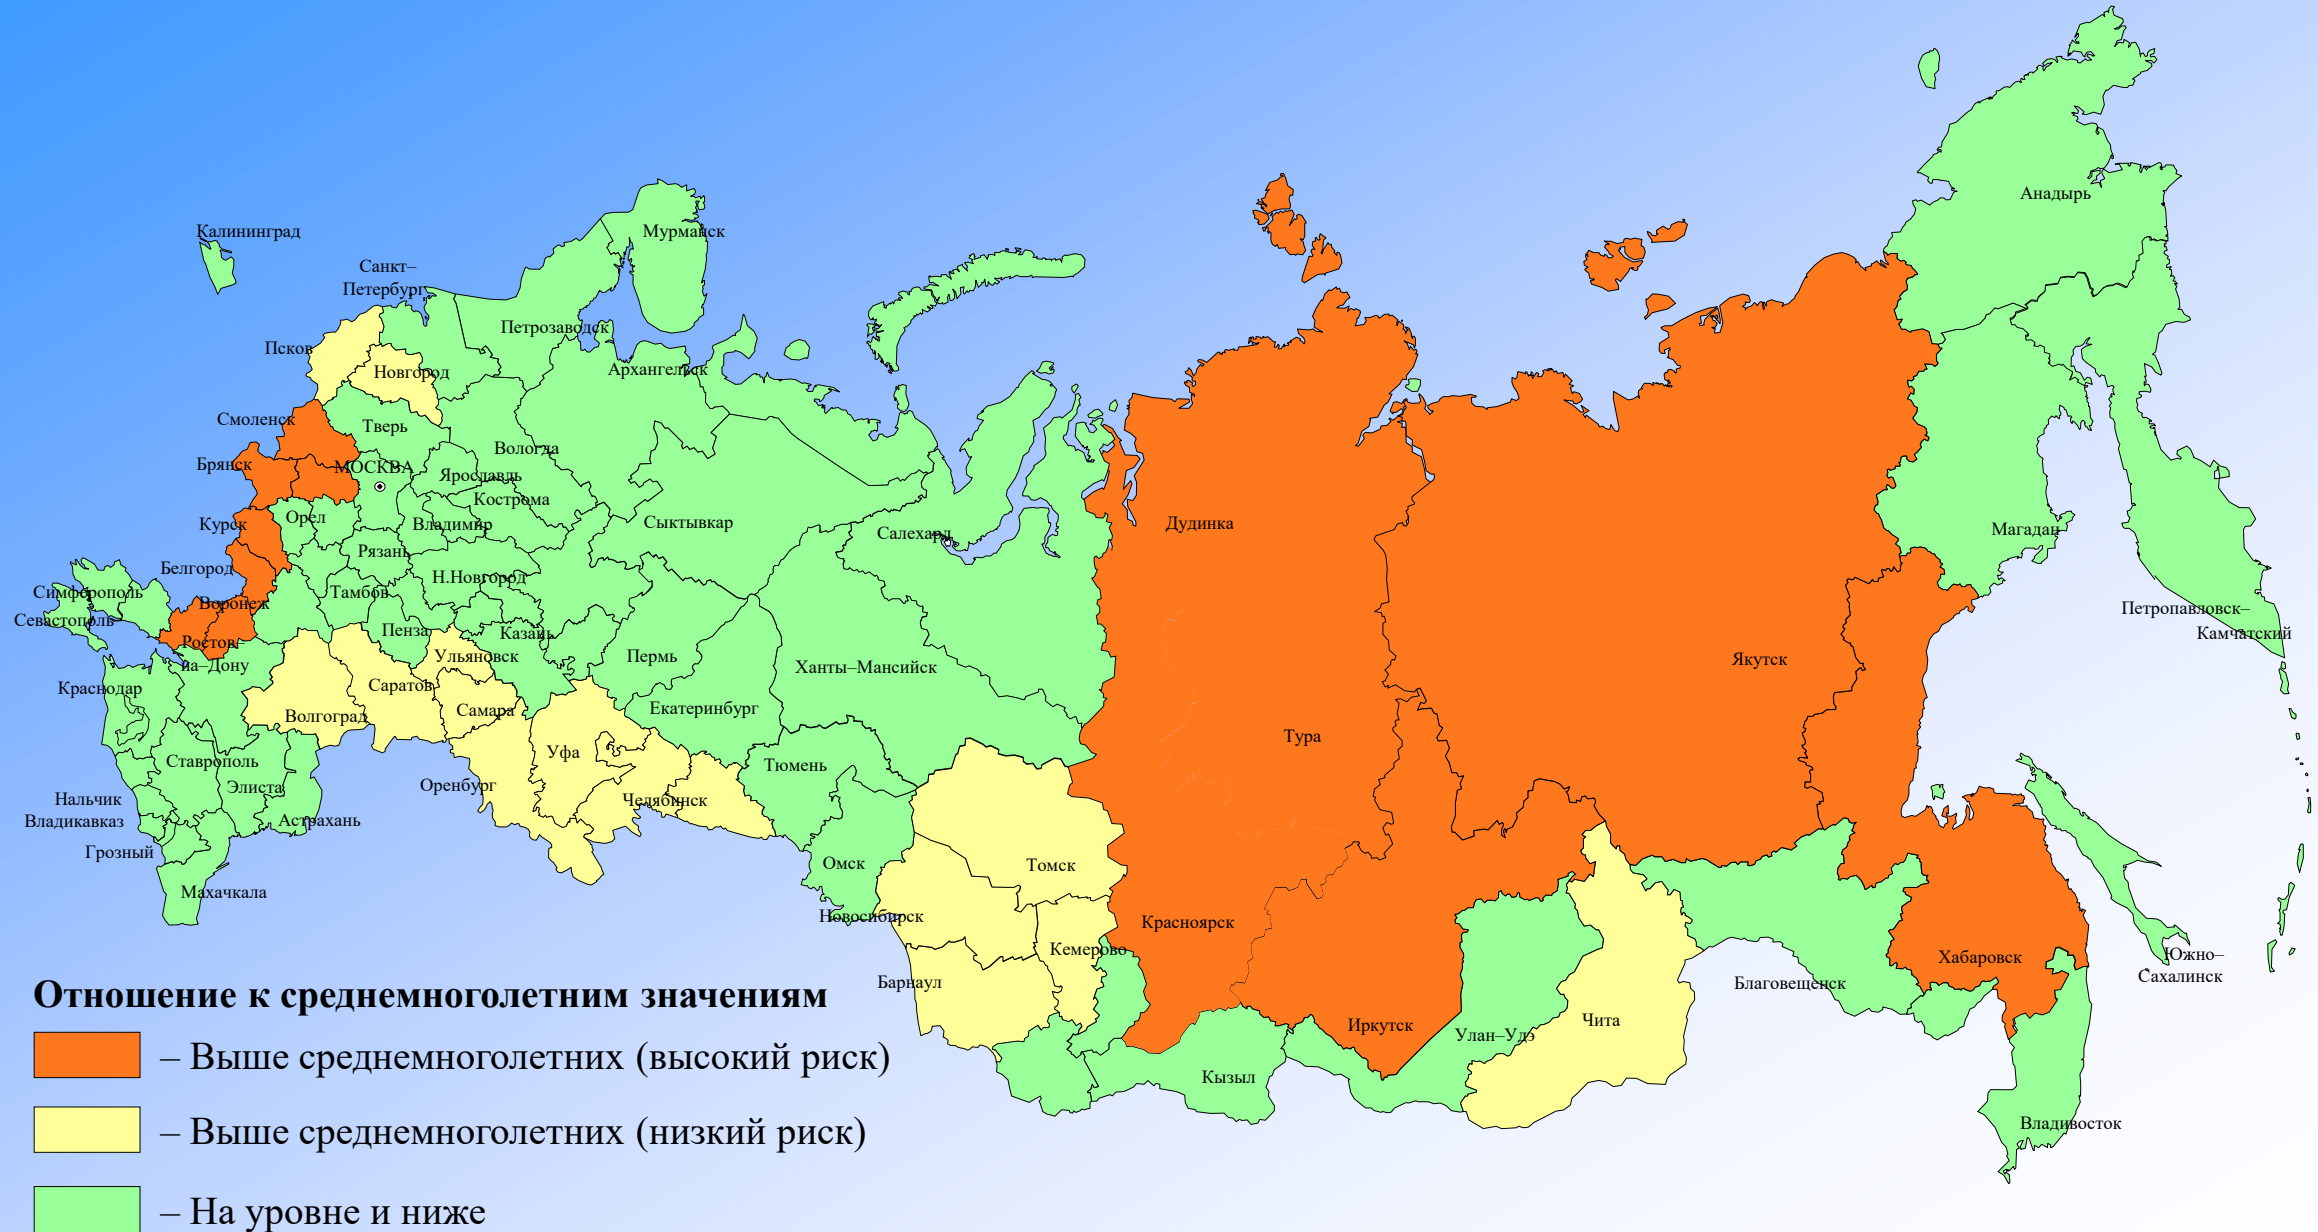 Анадырь
Калининград
Мурманск
Санкт–
Петербург
Петрозаводск
Псков
Новгород
Архангельск
Смоленск
Тверь
Вологда
Брянск
МОСКВА
Ярославль
Кострома
Курск
Орел
Владимир
Сыктывкар
Салехард
Дудинка
Магадан
Рязань
Белгород
Н.Новгород
Симферополь
Тамбов
Воронеж
Севастополь
Пенза
Казань
Петропавловск–
Камчатский
Ростов–
на–Дону
Ульяновск
Пермь
Ханты–Мансийск
Якутск
Краснодар
Саратов
Самара
Екатеринбург
Волгоград
Тура
Уфа
Ставрополь
Тюмень
Элиста
Оренбург
Челябинск
Нальчик
Владикавказ
Астрахань
Грозный
Омск
Томск
Махачкала
Новосибирск
Красноярск
Кемерово
Хабаровск
Южно–
Сахалинск
Барнаул
Благовещенск
Иркутск
Улан–Удэ
Чита
Кызыл
Владивосток
Отношение к среднемноголетним значениям
– Выше среднемноголетних (высокий риск)
– Выше среднемноголетних (низкий риск)
– На уровне и ниже